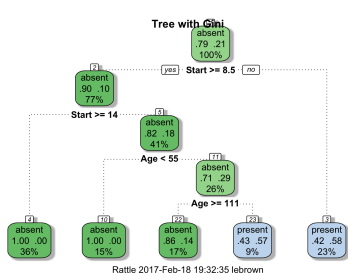 Tree with Gini
absent
.79 .21
100%
yes Start >= 8.5 no
2
absent
.90 .10
77%
Start >= 14
5
absent
.82 .18
41%
Age < 55
11
absent
.71 .29
26%
Age >= 111
4
absent
1.00 .00
36%
10
absent
1.00 .00
15%
22
absent
.86 .14
17%
23
present
.43 .57
9%
3
present
.42 .58
23%
Rattle 2017-Feb-18 19:32:35 lebrown